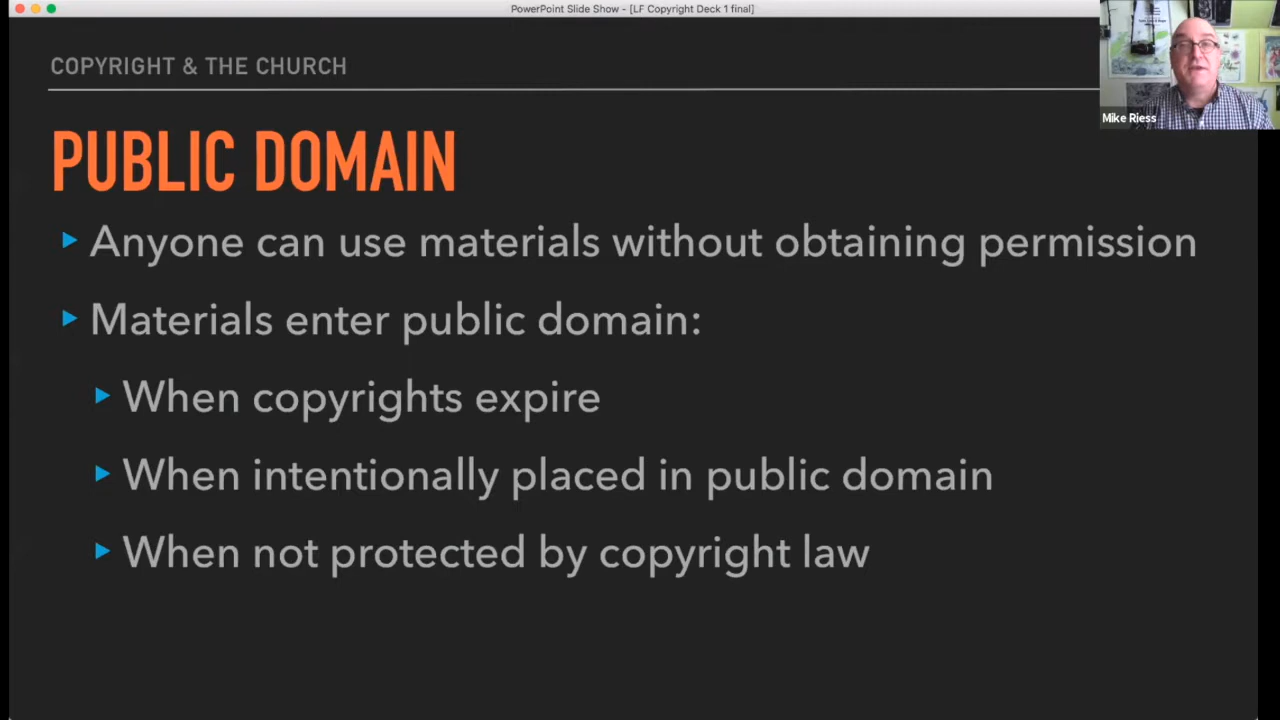 PowerPoint Slide Show - [LF Copyright Deck 1 final]
COPYRIGHT & THE CHURCH
Mike Riess
PUBLIC DOMAIN
Anyone can use materials without obtaining permission
Materials enter public domain:
When copyrights expire
When intentionally placed in public domain
When not protected by copyright law